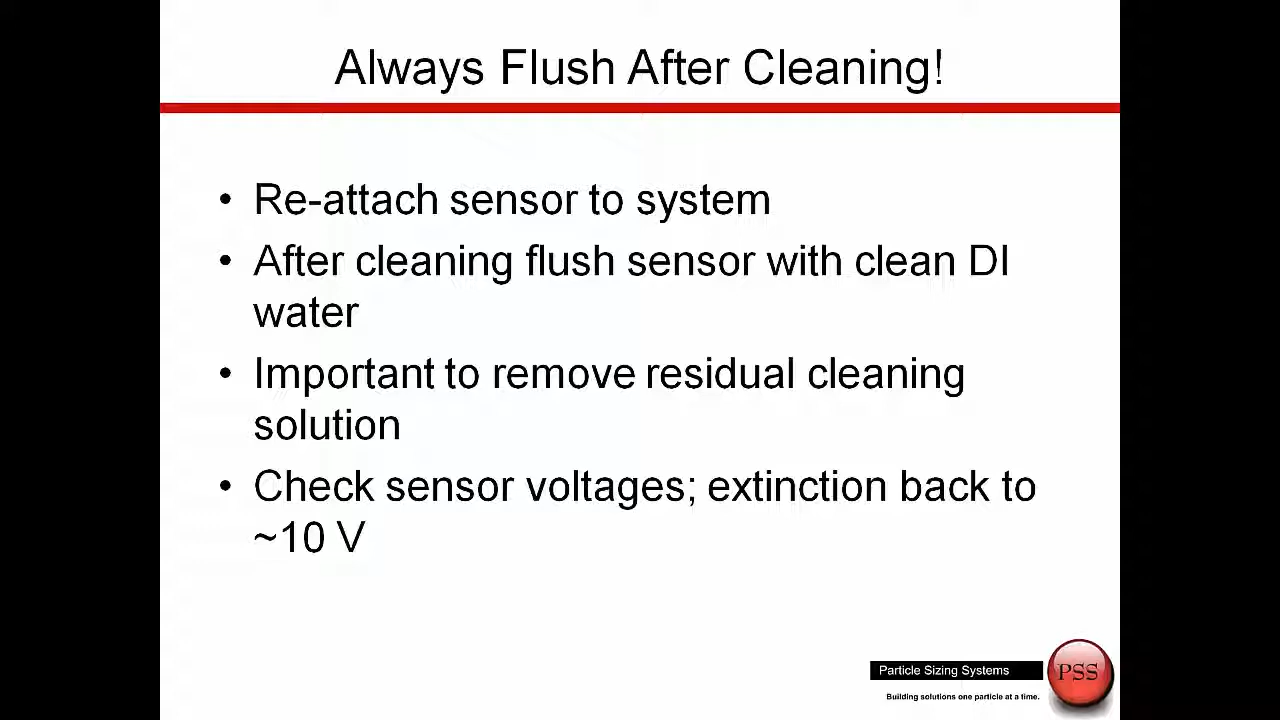 Always Flush After Cleaning!
• Re-attach sensor to system
• After cleaning flush sensor with clean DI
water
• Important to remove residual cleaning
solution
• Check sensor voltages; extinction back to
~10 V
Particle Sizing Systems
PSS
Building solutions one particle at a time.